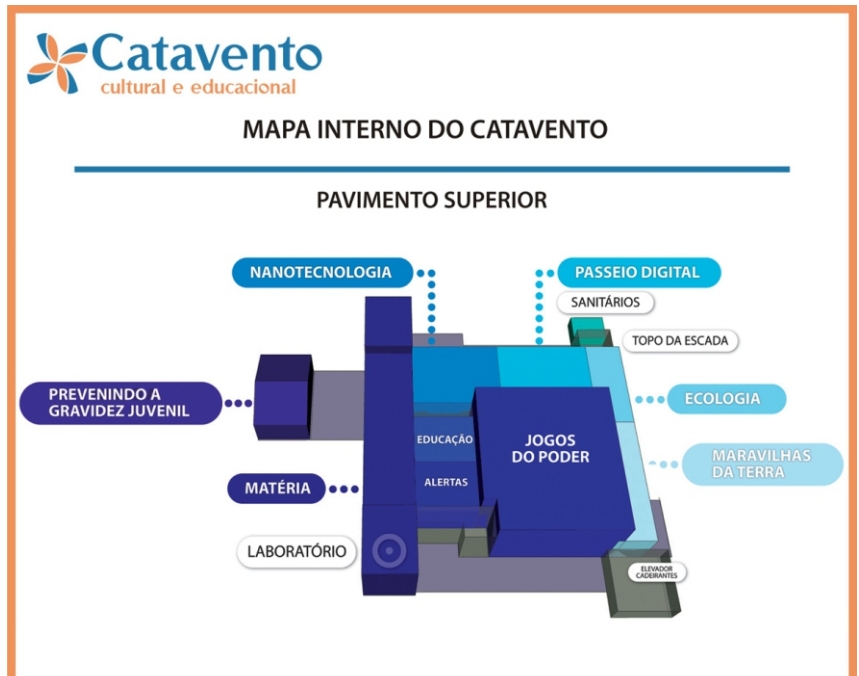 Catavento
cultural e educacional
MAPA INTERNO DO CATAVENTO
PAVIMENTO SUPERIOR
NANOTECNOLOGIA
PASSEIO DIGITAL
SANITÁRIOS
TOPO DA ESCADA
PREVENINDO A
GRAVIDEZ JUVENIL
ECOLOGIA
EDUCAÇÃO
JOGOS
DO PODER
MARAVILHAS
DA TERRA
ALERTAS
MATÉRIA
LABORATÓRIO
ELEVADOR
CADEIRANTES